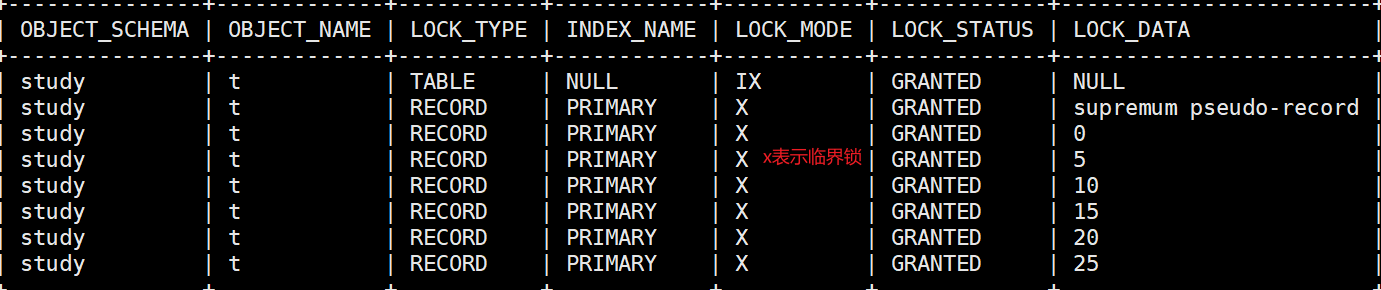 | OBJECT_SCHEMA | OBJECT_NAME | LOCK_TYPE | INDEX_NAME | LOCK_MODE | LOCK_STATUS | LOCK_DATA |
| study | t | TABLE | NULL | IX | GRANTED | NULL |
| study | t | RECORD | PRIMARY | X | GRANTED | supremum pseudo-record |
| study | t | RECORD | PRIMARY | X | GRANTED | 0 |
| study | t | RECORD | PRIMARY | X x表示临界锁 | GRANTED | 5 |
| study | t | RECORD | PRIMARY | X | GRANTED | 10 |
| study | t | RECORD | PRIMARY | X | GRANTED | 15 |
| study | t | RECORD | PRIMARY | X | GRANTED | 20 |
| study | t | RECORD | PRIMARY | X | GRANTED | 25 |